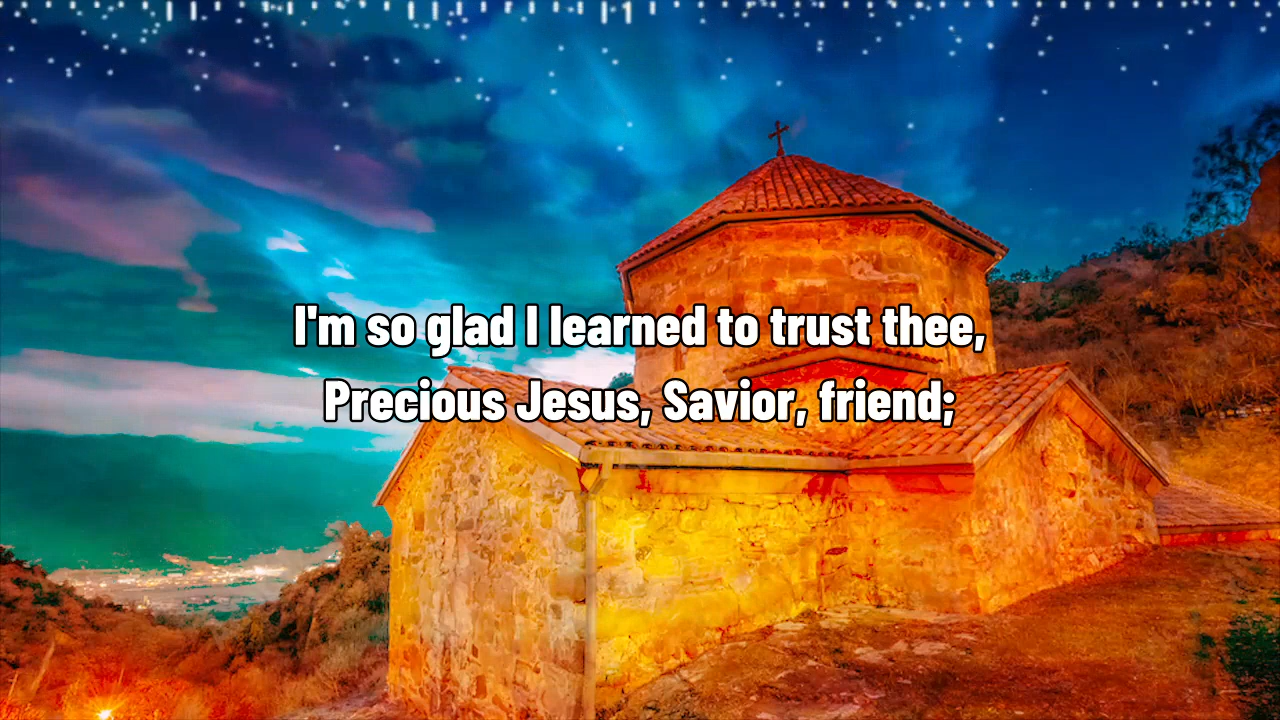 I'm so glad I learned to trust thee,
Precious Jesus, Savior, friend;